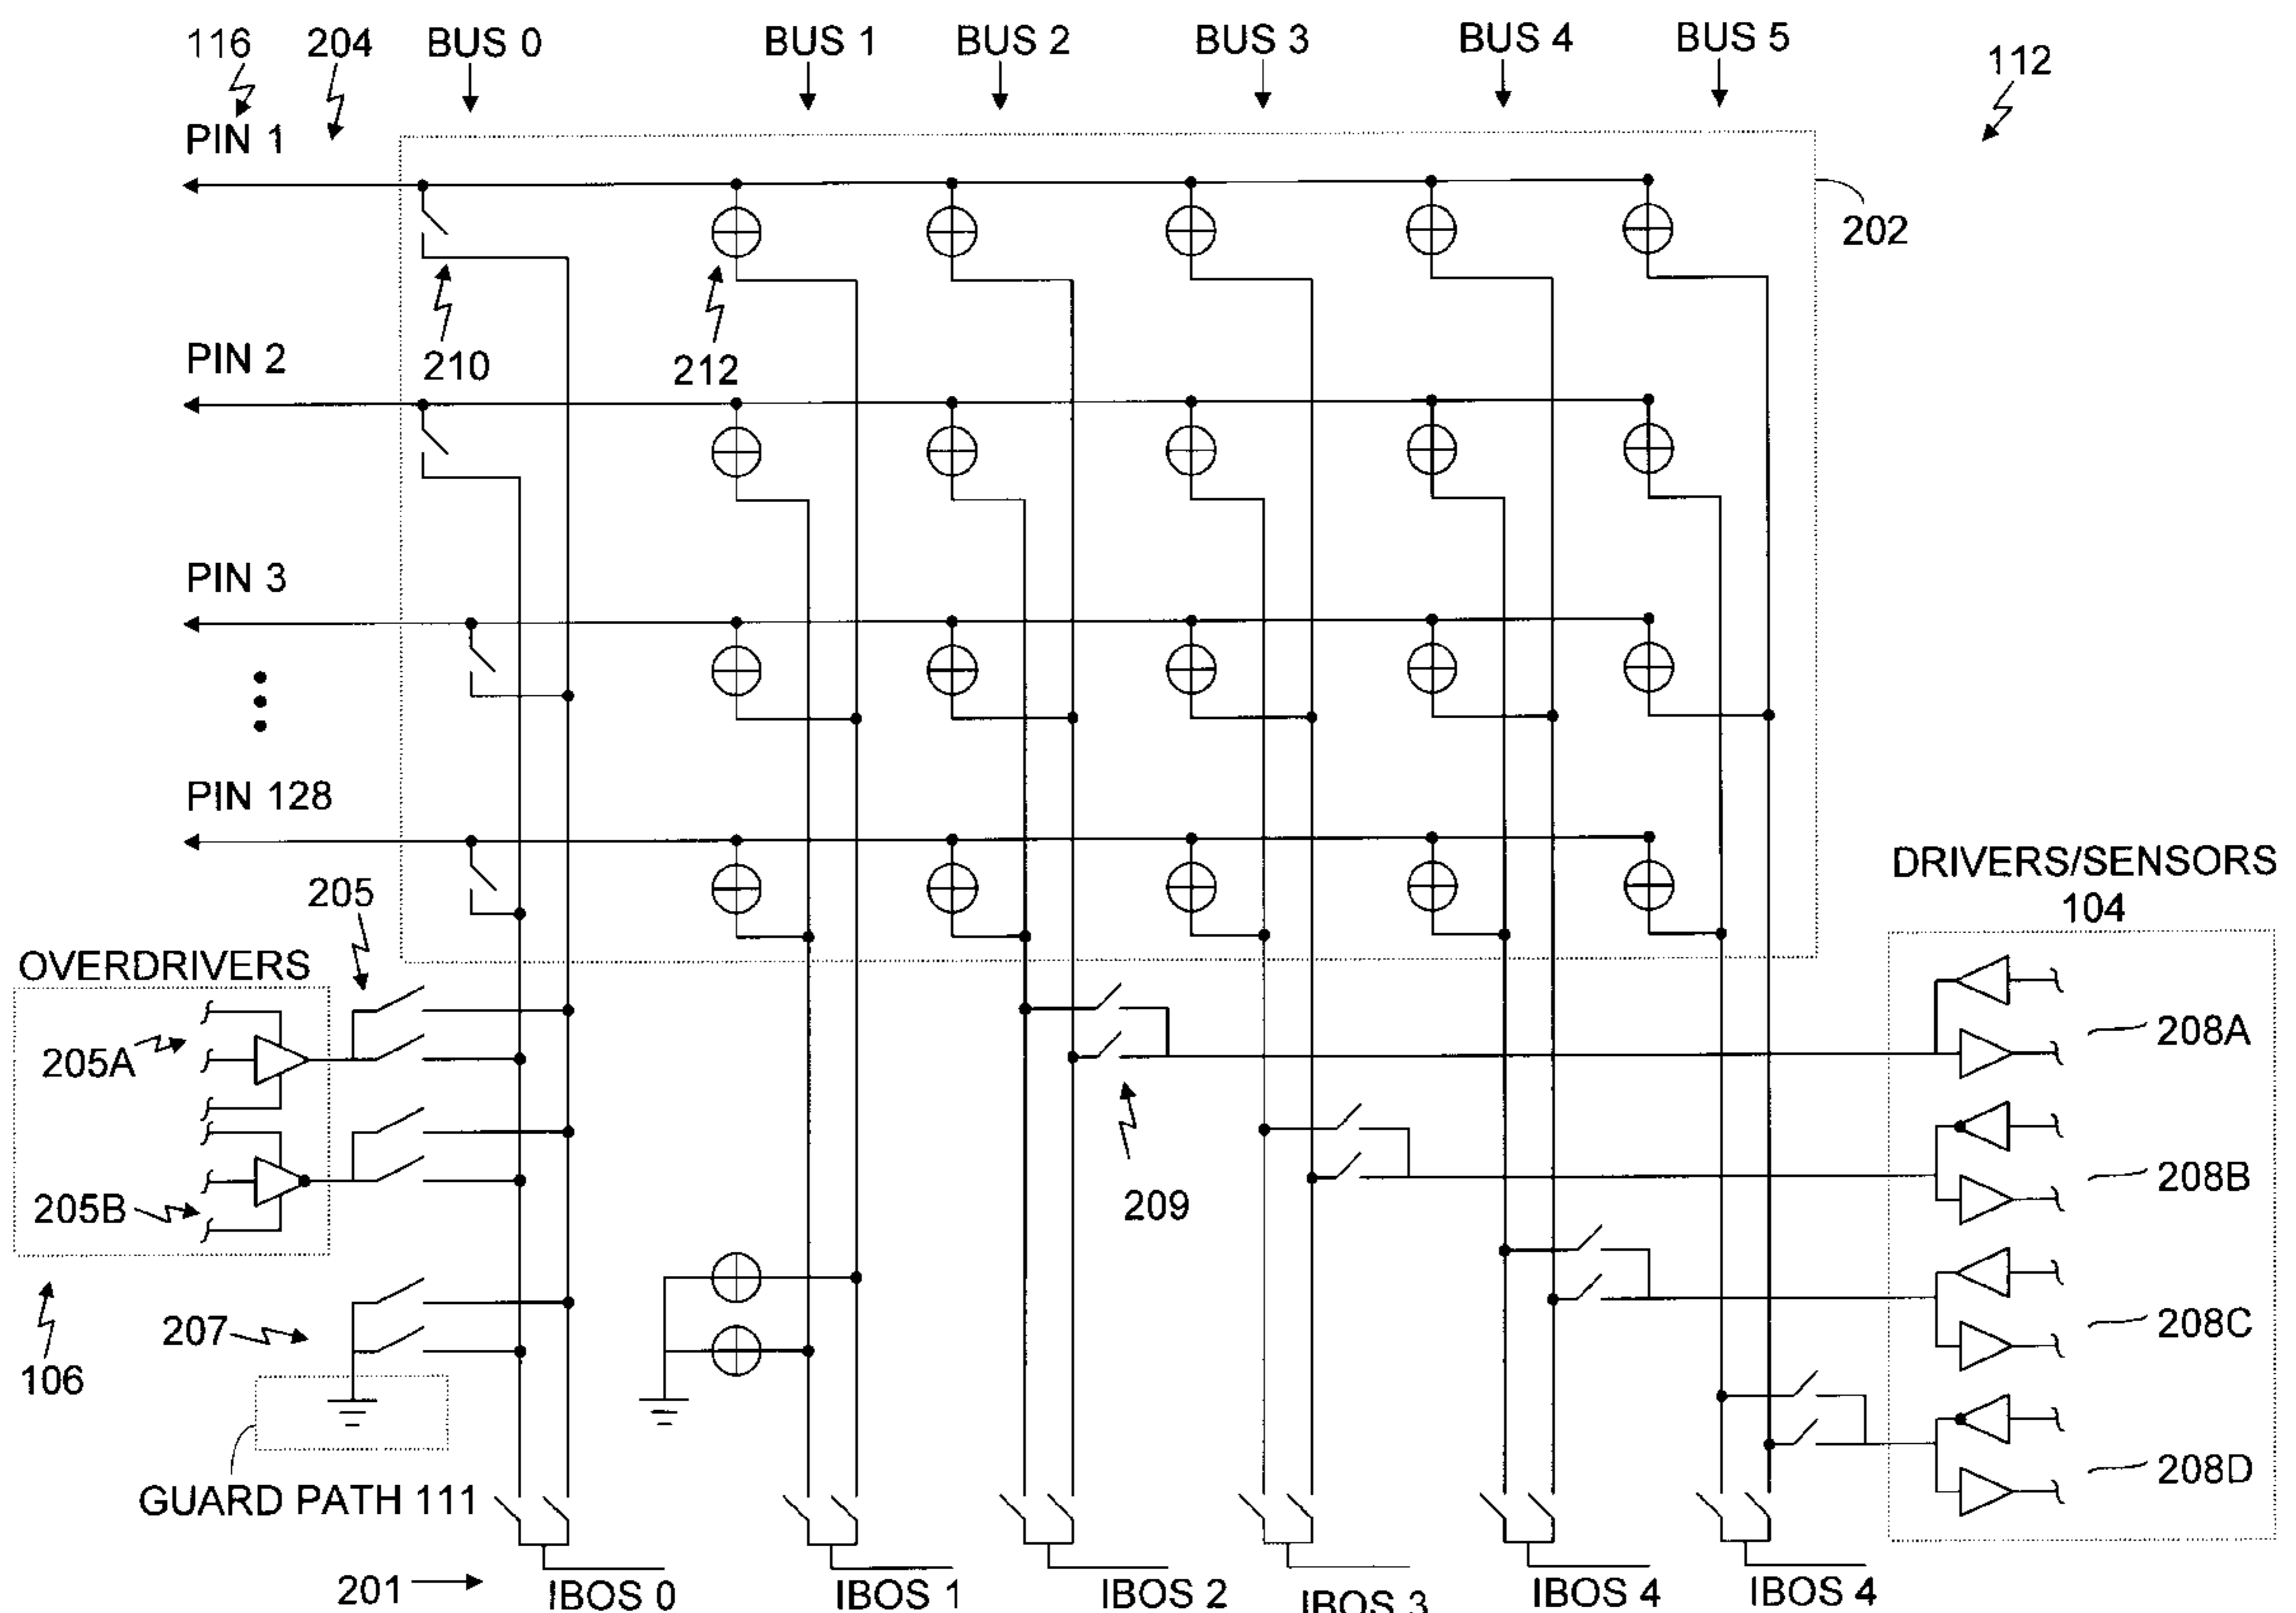 116 204 BUS 0 BUS 1 BUS 2 BUS 3 BUS 4 BUS 5 112
PIN 1
202
210 212
PIN 2
PIN 3
PIN 128
205
DRIVERS/SENSORS
104
OVERDRIVERS
205A
208A
205B
209
208B
207
208C
106
208D
GUARD PATH 111
201 IBOS 0 IBOS 1 IBOS 2 IBOS 3 IBOS 4 IBOS 4